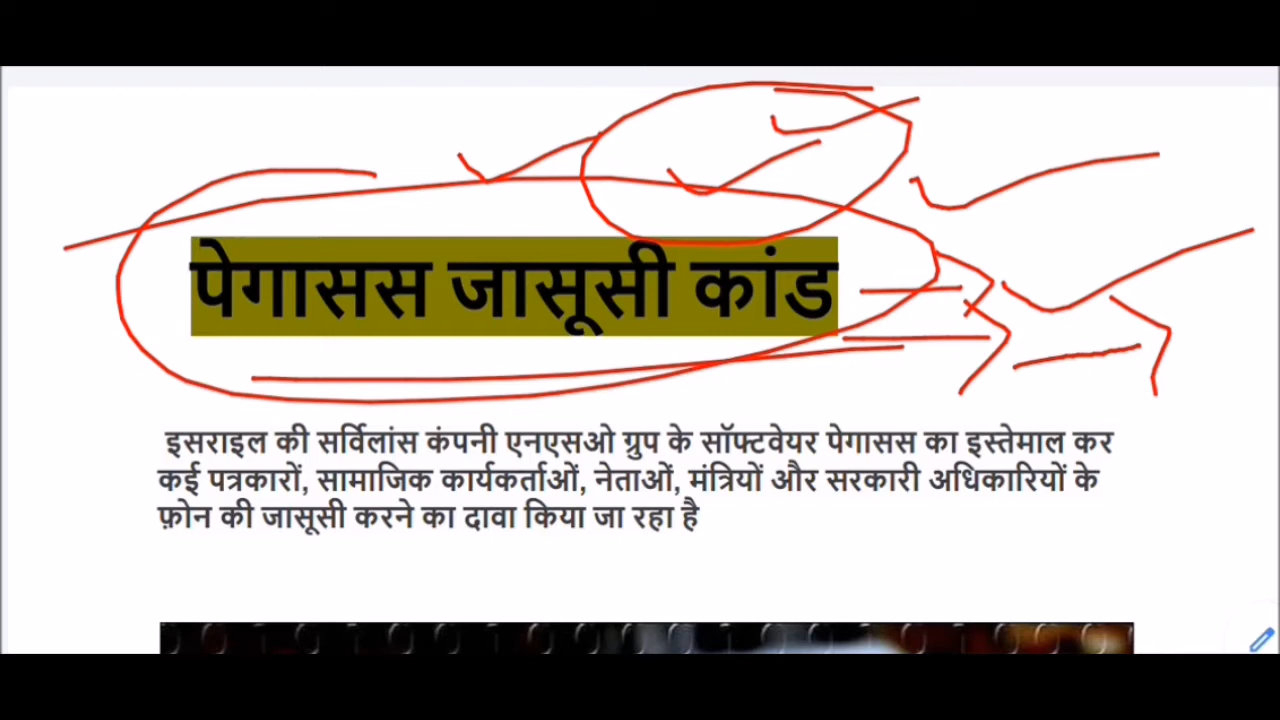 पेगासस जासूसी कांड
इसराइल की सर्विलांस कंपनी एनएसओ ग्रुप के सॉफ्टवेयर पेगासस का इस्तेमाल कर
कई पत्रकारों, सामाजिक कार्यकर्ताओं, नेताओं, मंत्रियों और सरकारी अधिकारियों के
फ़ोन की जासूसी करने का दावा किया जा रहा है